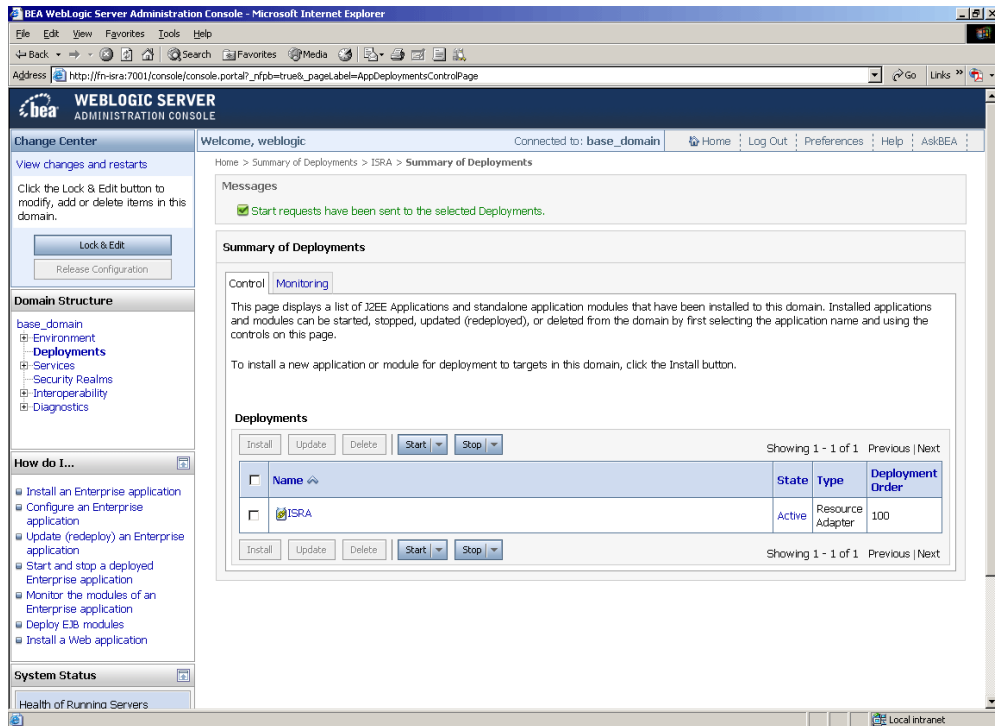 BEA WebLogic Server Administration Console - Microsoft Internet Explorer
File Edit View Favorites Tools Help
Back Search Favorites Media
Address http://fn-isra:7001/console/console.portal?_nfpb=true&_pageLabel=AppDeploymentsControlPage Go Links »
bea WEBLOGIC SERVER
ADMINISTRATION CONSOLE
Change Center
View changes and restarts
Click the Lock & Edit button to
modify, add or delete items in this
domain.
Lock & Edit
Release Configuration
Domain Structure
base_domain
Environment
Deployments
Services
Security Realms
Interoperability
Diagnostics
How do I...
Install an Enterprise application
Configure an Enterprise
application
Update (redeploy) an Enterprise
application
Start and stop a deployed
Enterprise application
Monitor the modules of an
Enterprise application
Deploy EJB modules
Install a Web application
System Status
Health of Running Servers
Welcome, weblogic Connected to: base_domain Home Log Out Preferences Help AskBEA
Home > Summary of Deployments > ISRA > Summary of Deployments
Messages
Start requests have been sent to the selected Deployments.
Summary of Deployments
Control Monitoring
This page displays a list of J2EE Applications and standalone application modules that have been installed to this domain. Installed applications
and modules can be started, stopped, updated (redeployed), or deleted from the domain by first selecting the application name and using the
controls on this page.
To install a new application or module for deployment to targets in this domain, click the Install button.
Deployments
Install Update Delete Start Stop Showing 1 - 1 of 1 Previous | Next
Name State Type Deployment
Order
ISRA Active Resource
Adapter 100
Install Update Delete Start Stop Showing 1 - 1 of 1 Previous | Next
Local intranet